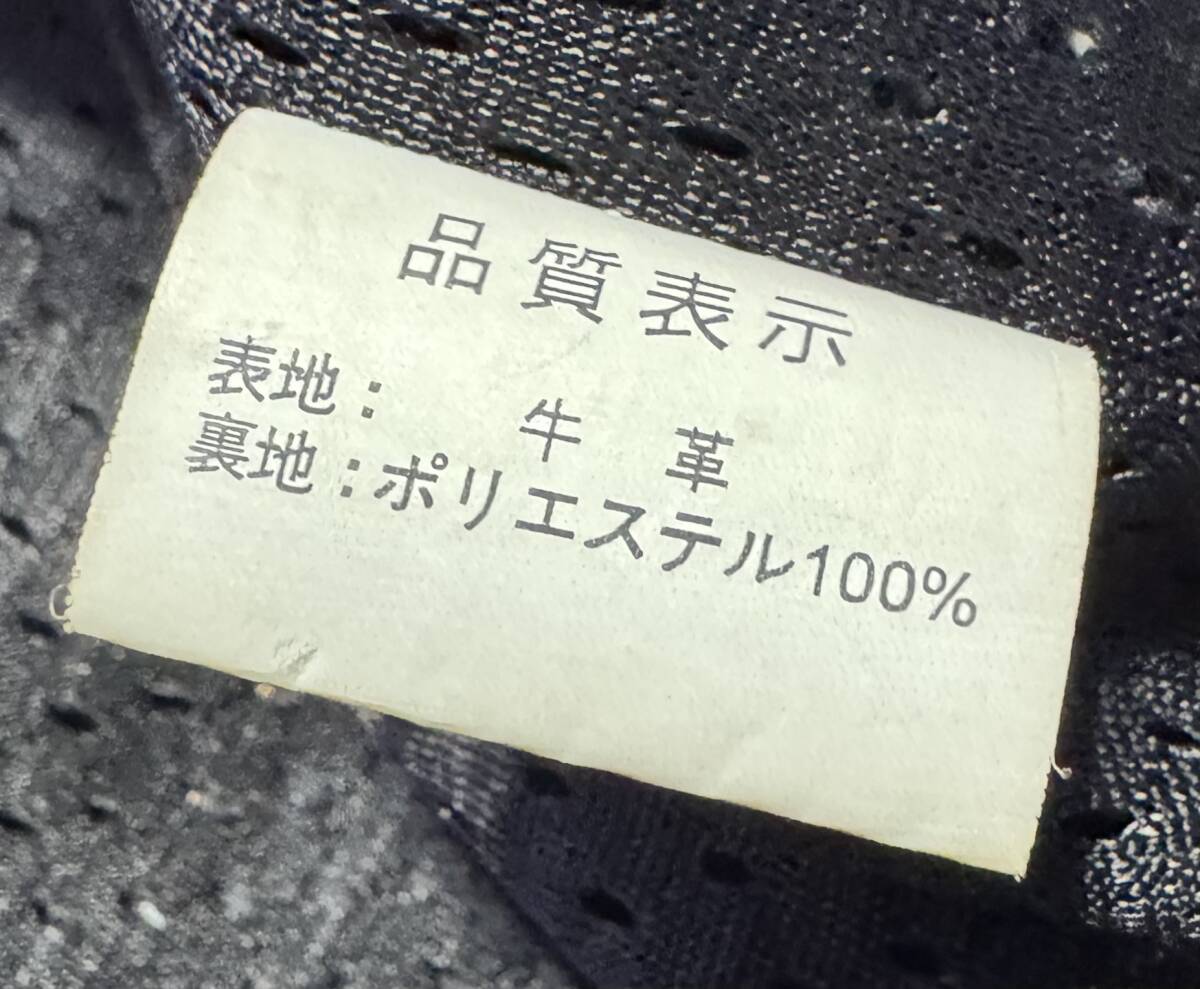 品質表示
表地： 牛 革
裏地：ポリエステル100%